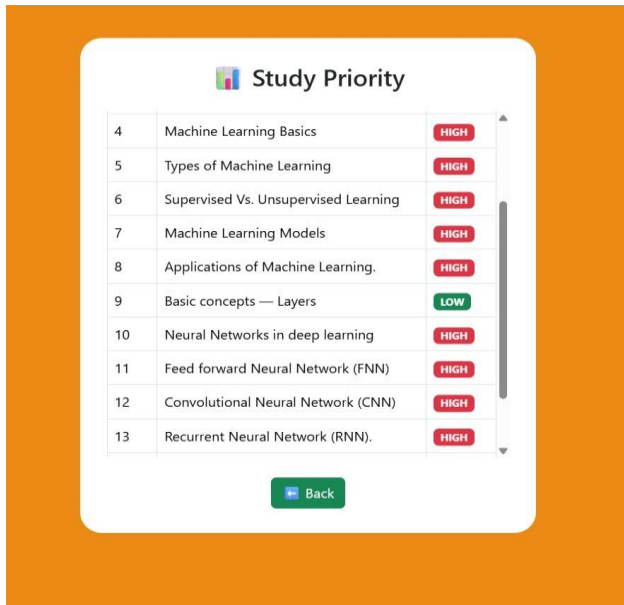 Study Priority
4 Machine Learning Basics HIGH
5 Types of Machine Learning HIGH
6 Supervised Vs. Unsupervised Learning HIGH
7 Machine Learning Models HIGH
8 Applications of Machine Learning. HIGH
9 Basic concepts — Layers LOW
10 Neural Networks in deep learning HIGH
11 Feed forward Neural Network (FNN) HIGH
12 Convolutional Neural Network (CNN) HIGH
13 Recurrent Neural Network (RNN). HIGH
Back